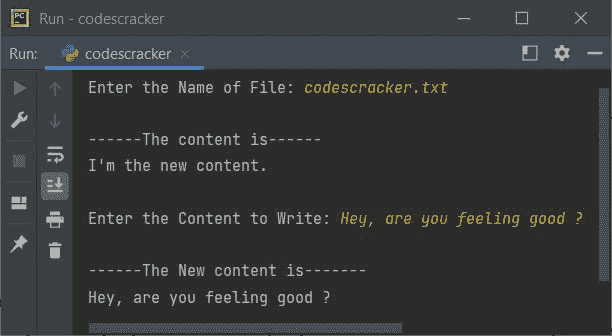 PC
Run - codescracker
Run: codescracker
Enter the Name of File: codescracker.txt
------The content is------
I'm the new content.
Enter the Content to Write: Hey, are you feeling good ?
------The New content is-------
Hey, are you feeling good ?